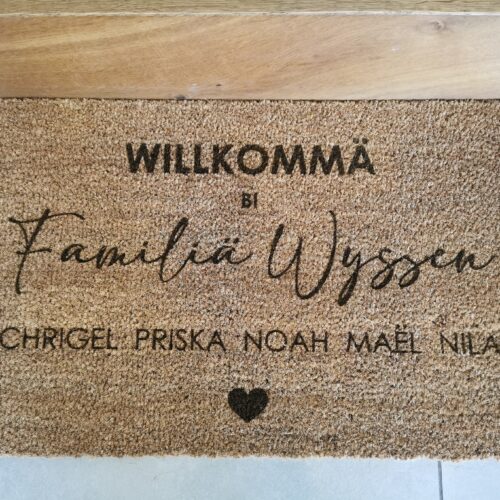 WILLKOMMÄ
BI
Familiä Wyssen
CHRIGEL PRISKA NOAH MAËL NILA